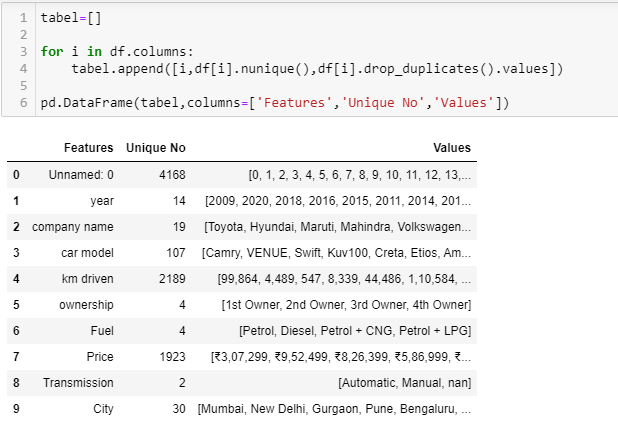 1 tabel=[]
2
3 for i in df.columns:
4 tabel.append([i,df[i].nunique(),df[i].drop_duplicates().values])
5
6 pd.DataFrame(tabel,columns=['Features','Unique No','Values'])
Features Unique No Values
0 Unnamed: 0 4168 [0, 1, 2, 3, 4, 5, 6, 7, 8, 9, 10, 11, 12, 13,...
1 year 14 [2009, 2020, 2018, 2016, 2015, 2011, 2014, 201...
2 company name 19 [Toyota, Hyundai, Maruti, Mahindra, Volkswagen...
3 car model 107 [Camry, VENUE, Swift, Kuv100, Creta, Etios, Am...
4 km driven 2189 [99,864, 4,489, 547, 8,339, 44,486, 1,10,584, ...
5 ownership 4 [1st Owner, 2nd Owner, 3rd Owner, 4th Owner]
6 Fuel 4 [Petrol, Diesel, Petrol + CNG, Petrol + LPG]
7 Price 1923 [₹3,07,299, ₹9,52,499, ₹8,26,399, ₹5,86,999, ₹...
8 Transmission 2 [Automatic, Manual, nan]
9 City 30 [Mumbai, New Delhi, Gurgaon, Pune, Bengaluru, ...